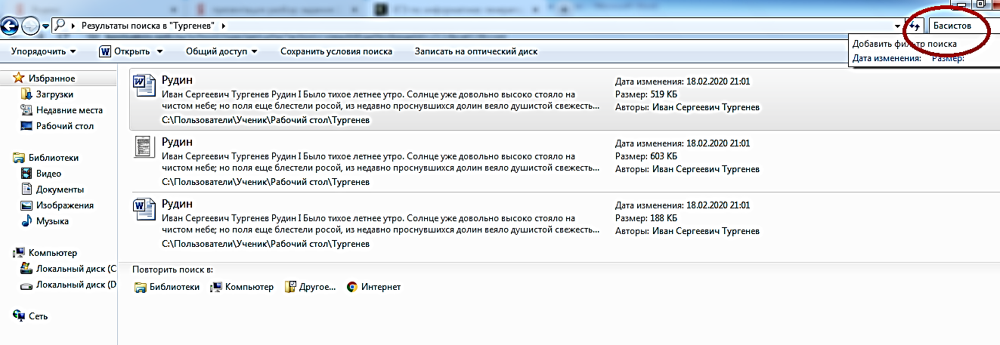 Результаты поиска в "Тургенев"
Басистов
Добавить фильтр поиска
Дата изменения: Размер:
Упорядочить Открыть Общий доступ Сохранить условия поиска Записать на оптический диск
Избранное
Загрузки
Недавние места
Рабочий стол
Библиотеки
Видео
Документы
Изображения
Музыка
Компьютер
Локальный диск (C
Локальный диск (D
Сеть
Рудин
Иван Сергеевич Тургенев Рудин I Было тихое летнее утро. Солнце уже довольно высоко стояло на
чистом небе; но поля еще блестели росой, из недавно проснувшихся долин веяло душистой свежесть...
C:\Пользователи\Ученик\Рабочий стол\Тургенев
Дата изменения: 18.02.2020 21:01
Размер: 519 КБ
Авторы: Иван Сергеевич Тургенев
Рудин
Иван Сергеевич Тургенев Рудин I Было тихое летнее утро. Солнце уже довольно высоко стояло на
чистом небе; но поля еще блестели росой, из недавно проснувшихся долин веяло душистой свежесть...
C:\Пользователи\Ученик\Рабочий стол\Тургенев
Дата изменения: 18.02.2020 21:01
Размер: 603 КБ
Авторы: Иван Сергеевич Тургенев
Рудин
Иван Сергеевич Тургенев Рудин I Было тихое летнее утро. Солнце уже довольно высоко стояло на
чистом небе; но поля еще блестели росой, из недавно проснувшихся долин веяло душистой свежесть...
C:\Пользователи\Ученик\Рабочий стол\Тургенев
Дата изменения: 18.02.2020 21:01
Размер: 188 КБ
Авторы: Иван Сергеевич Тургенев
Повторить поиск в:
Библиотеки Компьютер Другое... Интернет